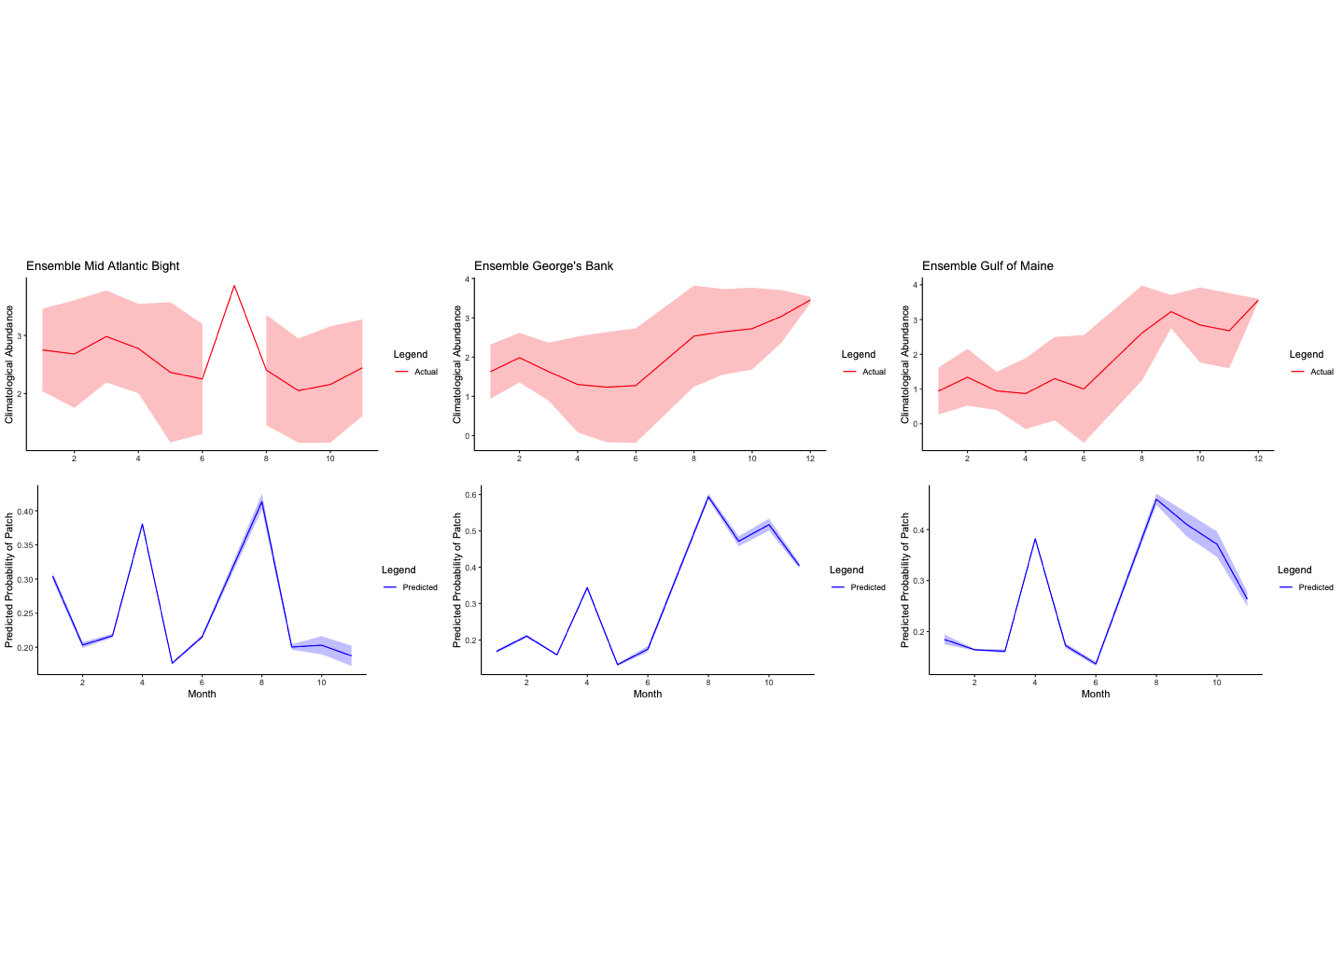 Ensemble Mid Atlantic Bight
Climatological Abundance
3
2
2
4
6
8
10
Legend
Actual
Ensemble George's Bank
Climatological Abundance
4
3
2
1
0
2
4
6
8
10
12
Legend
Actual
Ensemble Gulf of Maine
Climatological Abundance
4
3
2
1
0
2
4
6
8
10
12
Legend
Actual
Predicted Probability of Patch
0.40
0.35
0.30
0.25
0.20
2
4
6
8
10
Month
Legend
Predicted
Predicted Probability of Patch
0.6
0.5
0.4
0.3
0.2
2
4
6
8
10
Month
Legend
Predicted
Predicted Probability of Patch
0.4
0.3
0.2
2
4
6
8
10
Month
Legend
Predicted